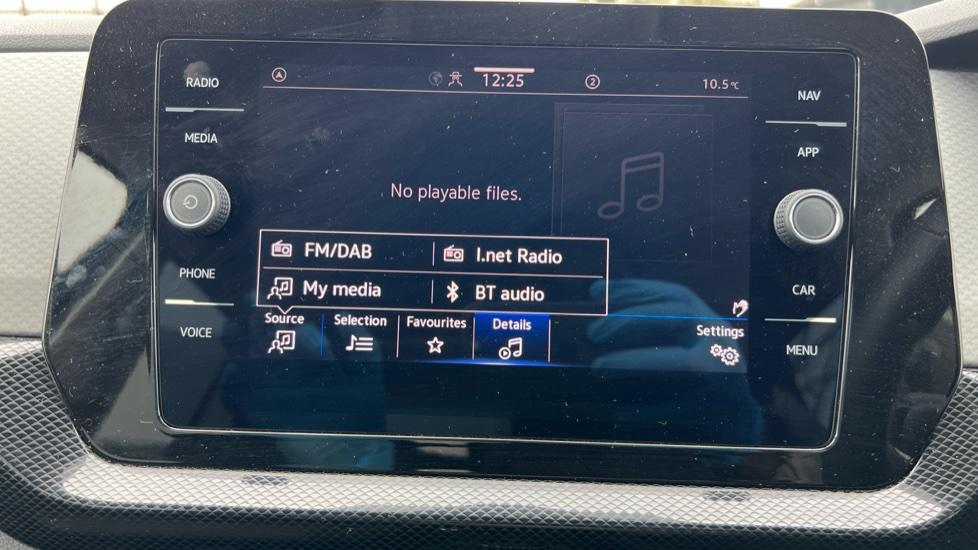 RADIO
MEDIA
PHONE
VOICE
12:25
2
10.5°C
No playable files.
FM/DAB
I.net Radio
My media
BT audio
Source
Selection
Favourites
Details
Settings
NAV
APP
CAR
MENU